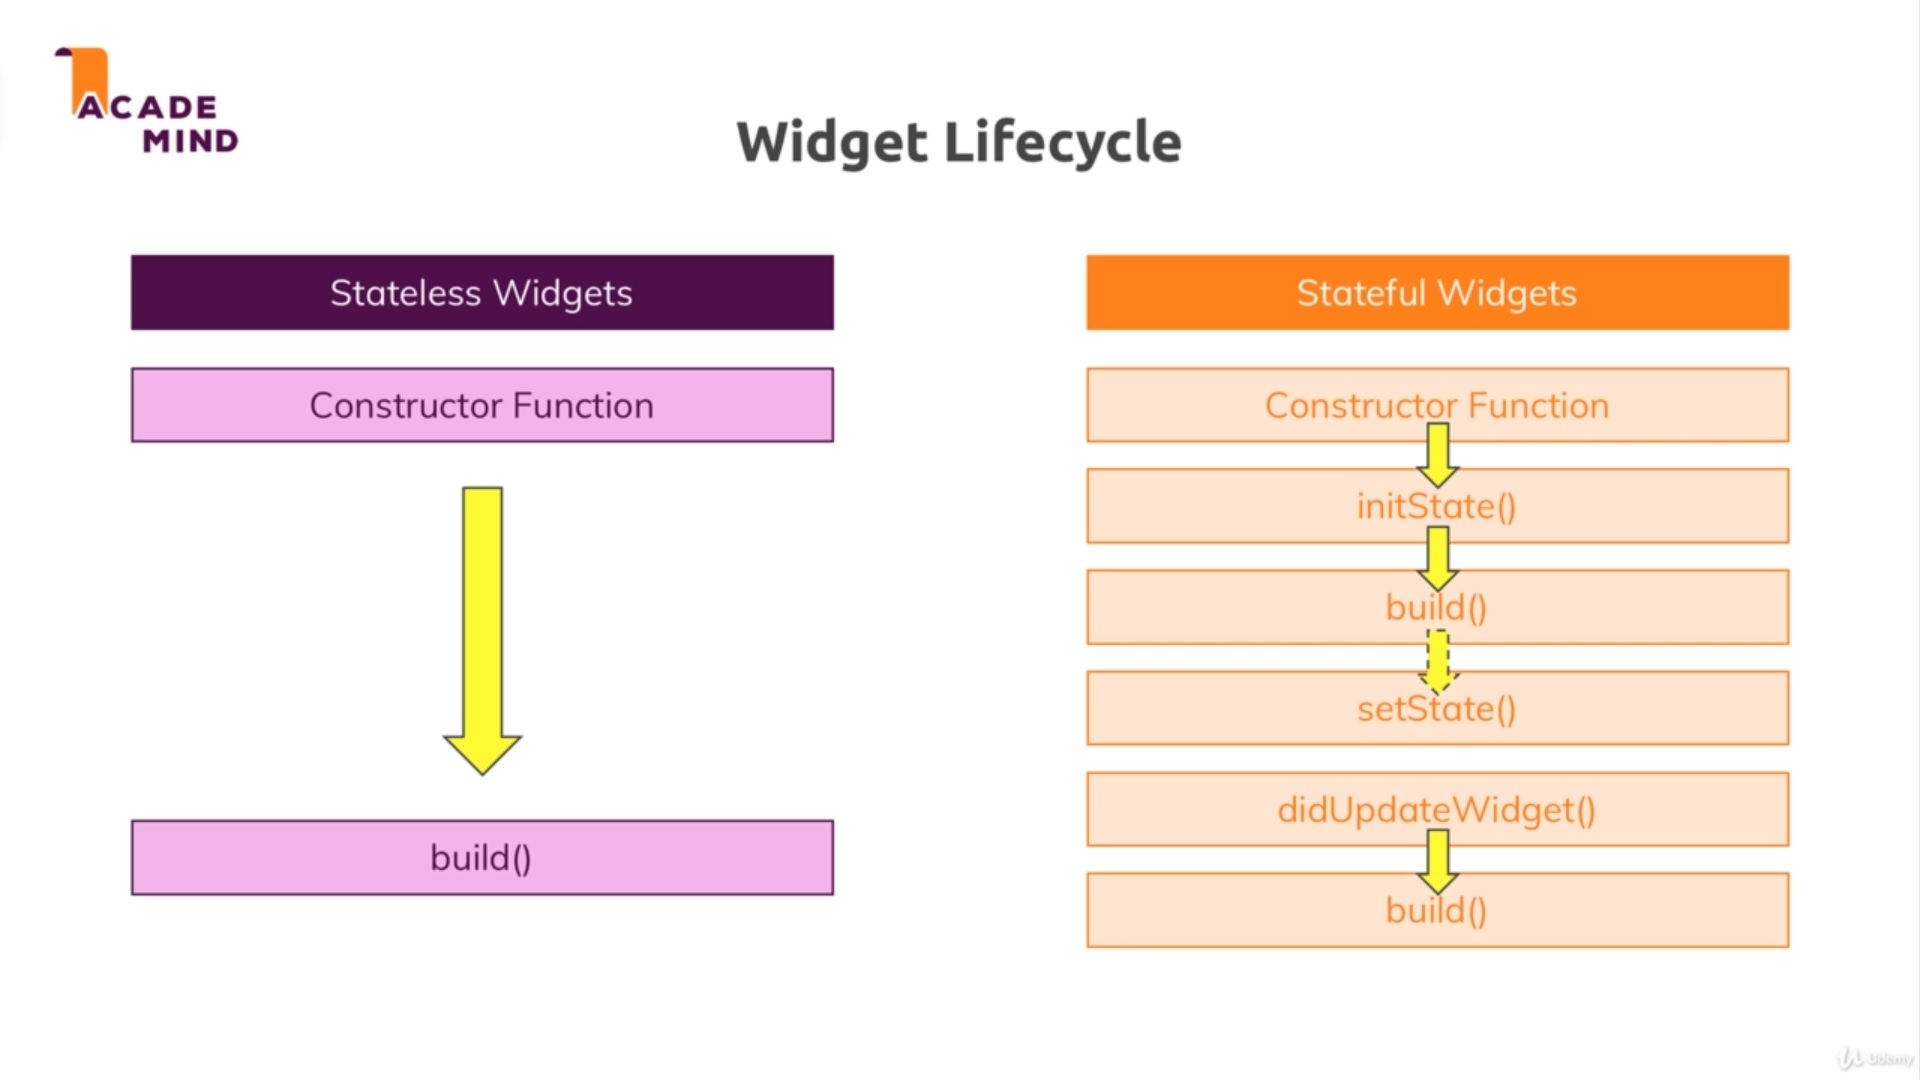 ACADE
MIND
Widget Lifecycle
Stateless Widgets
Constructor Function
build()
Stateful Widgets
Constructor Function
initState()
build()
setState()
didUpdateWidget()
build()
Udemy